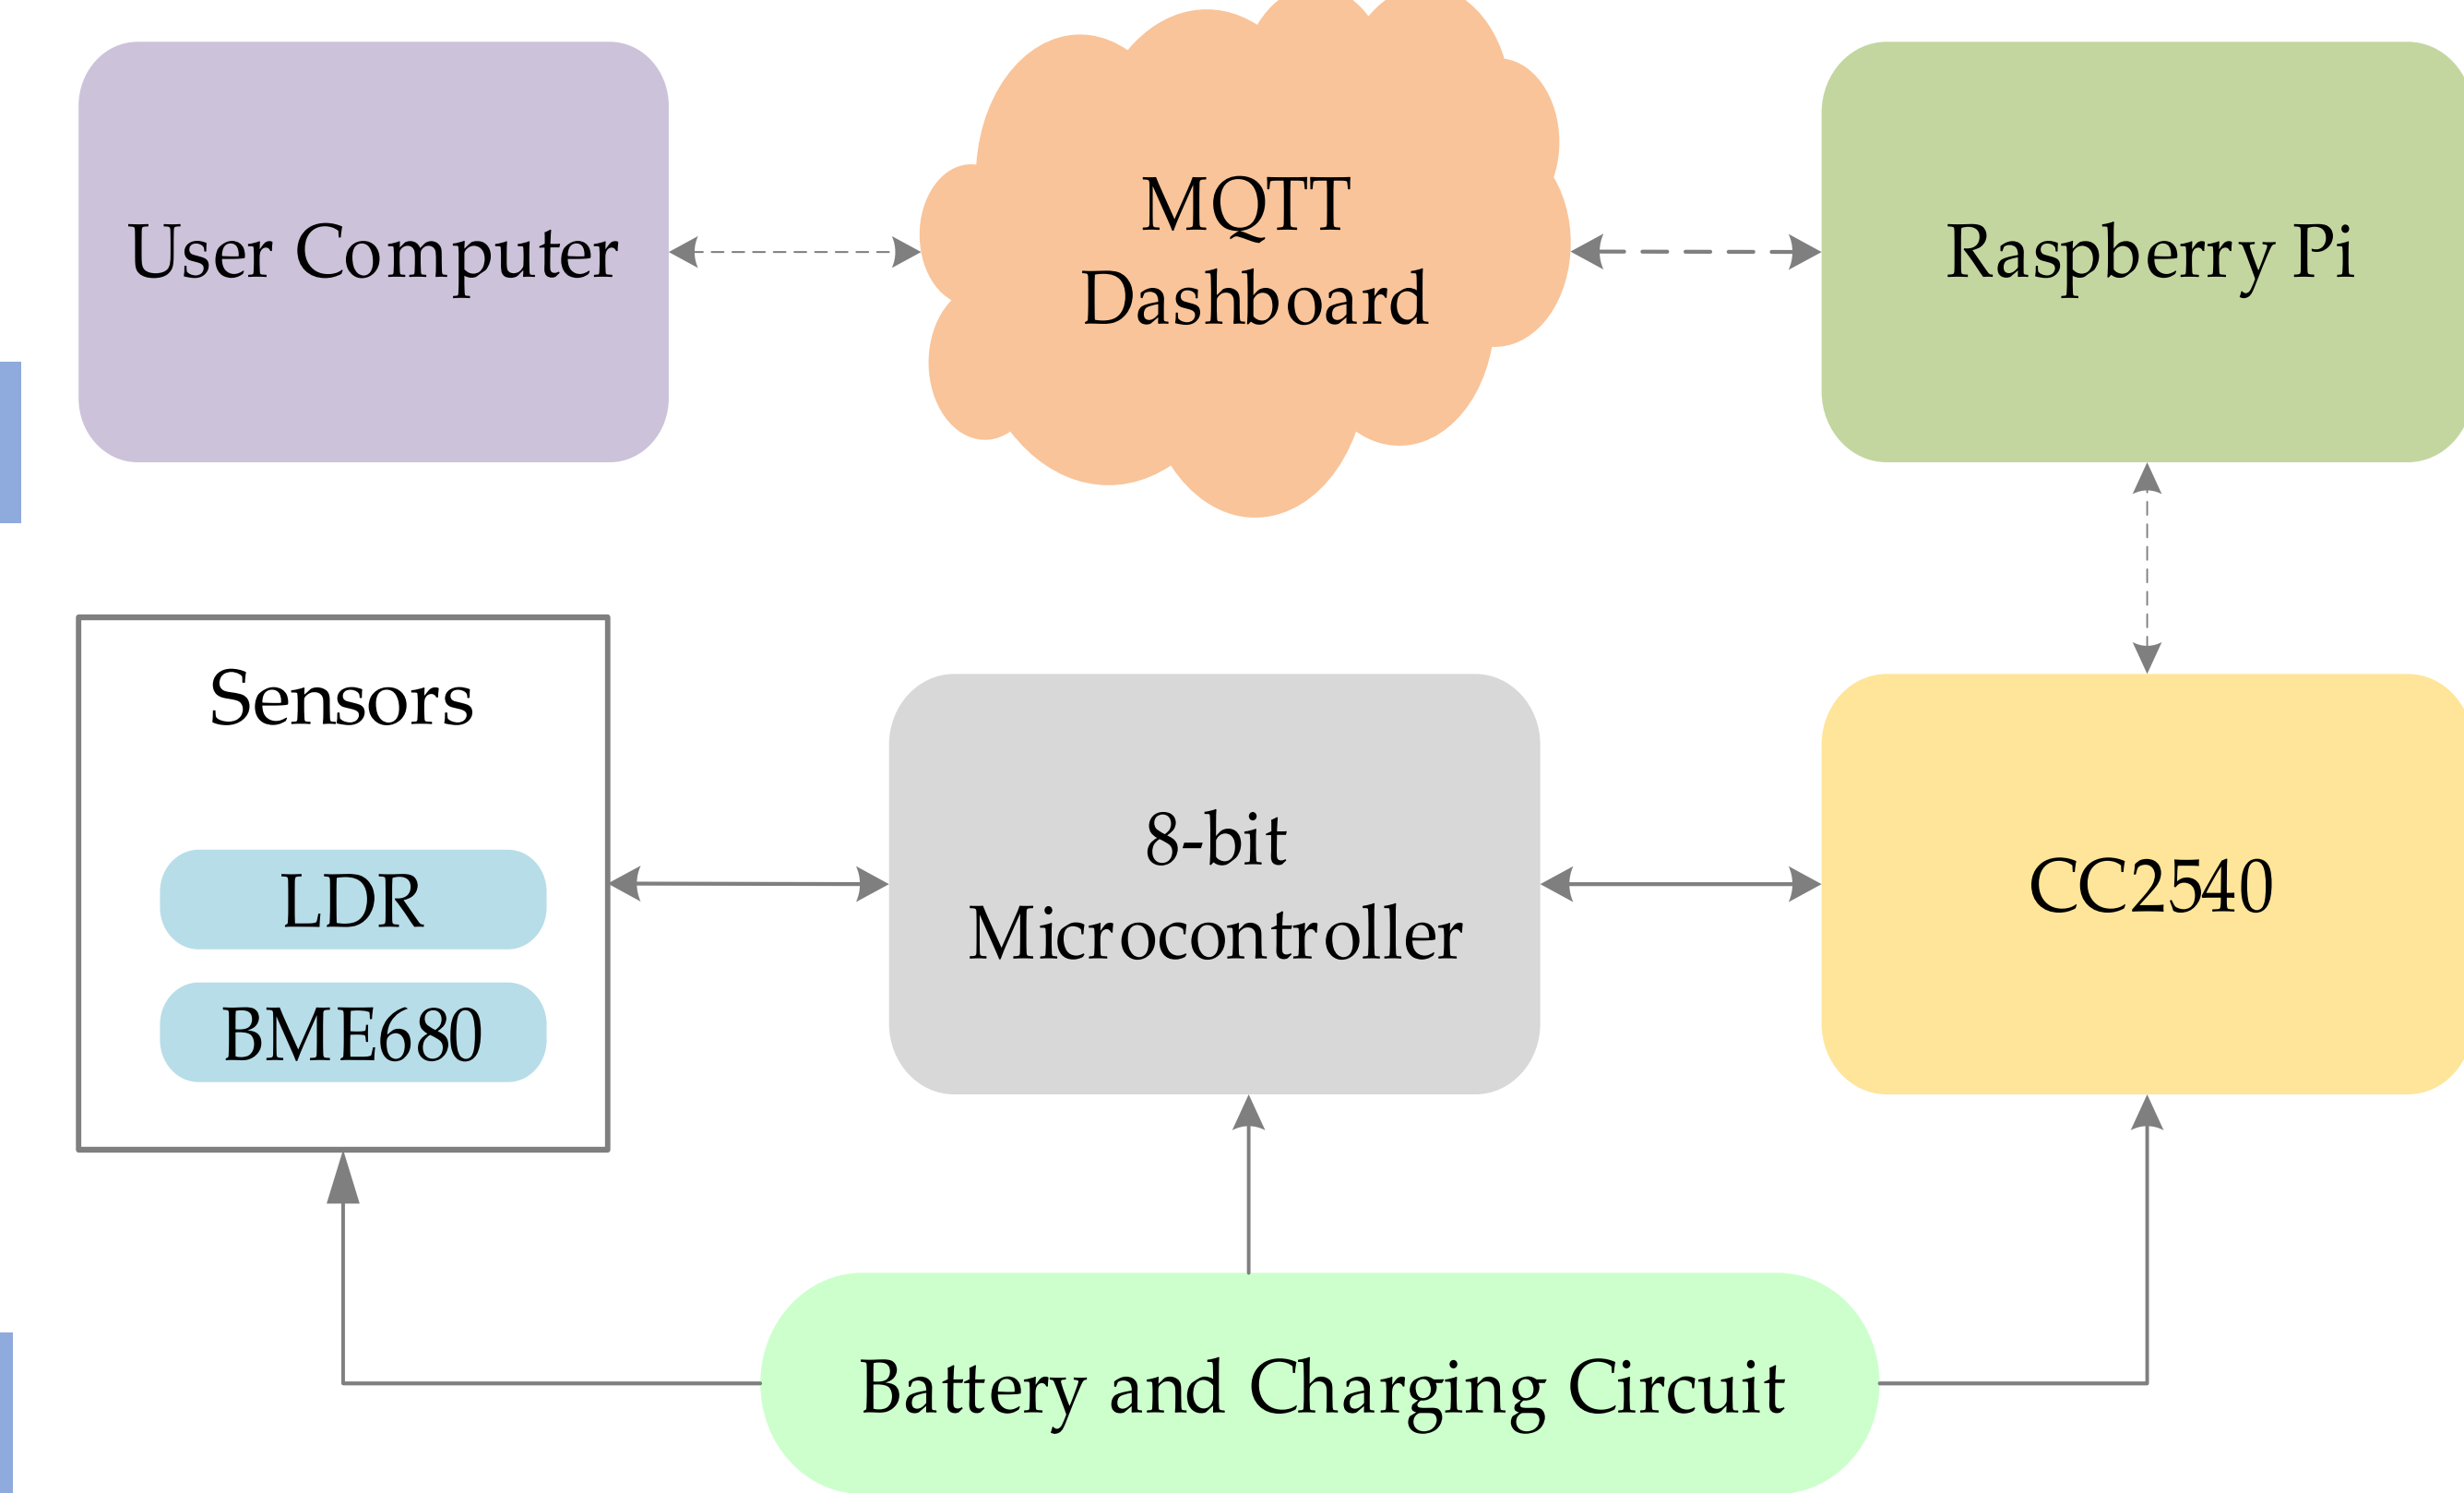 User Computer
MQTT
Dashboard
Raspberry Pi
Sensors
LDR
BME680
8-bit
Microcontroller
CC2540
Battery and Charging Circuit